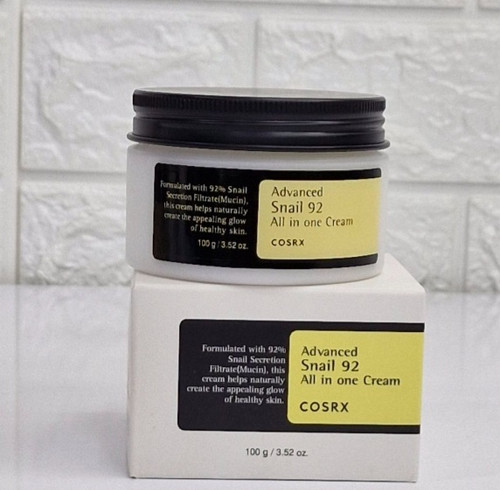 Formulated with 92% Snail
Secretion Filtrate(Mucin),
this cream helps naturally
create the appealing glow
of healthy skin.
100 g / 3.52 oz.
Advanced
Snail 92
All in one Cream
COSRX
Formulated with 92%
Snail Secretion
Filtrate(Mucin), this
cream helps naturally
create the appealing glow
of healthy skin.
Advanced
Snail 92
All in one Cream
COSRX
100 g / 3.52 oz.